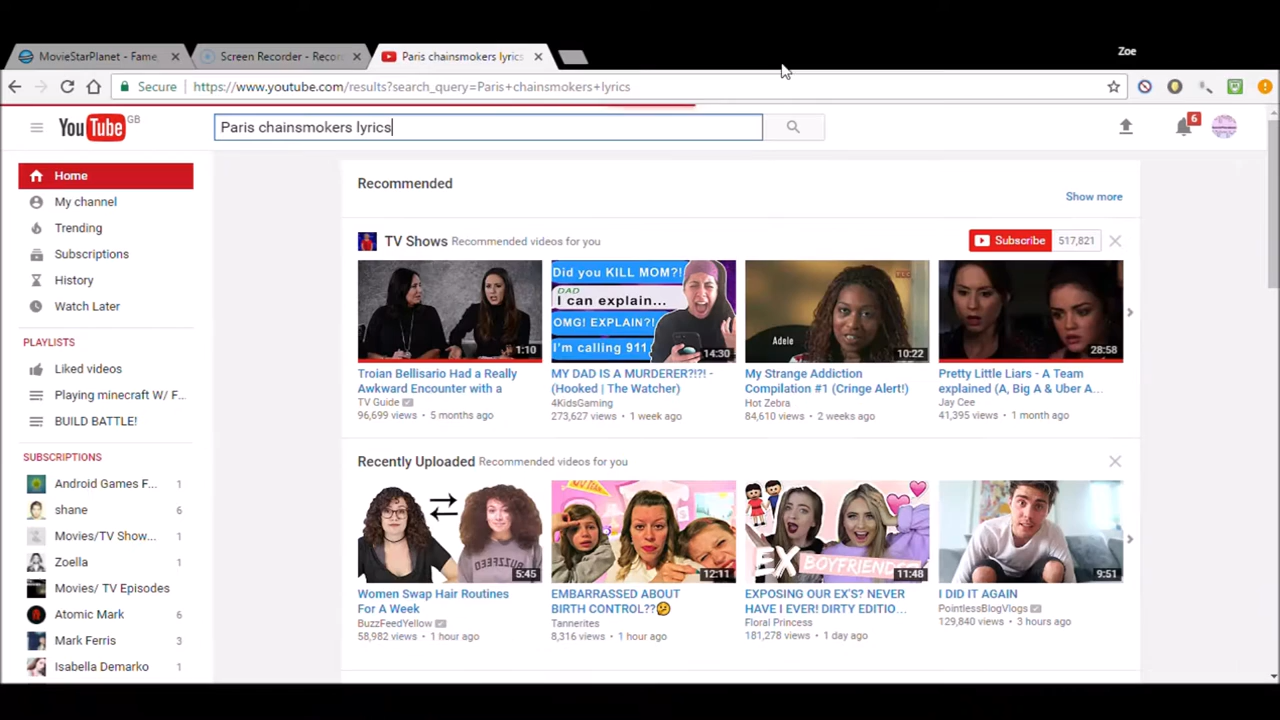 Zoe
MovieStarPlanet - Fame,
Screen Recorder - Recor
Paris chainsmokers lyrics
Secure
https://www.youtube.com/results?search_query=Paris+chainsmokers+lyrics
YouTube GB
Paris chainsmokers lyrics
6
Home
My channel
Trending
Subscriptions
History
Watch Later
PLAYLISTS
Liked videos
Playing minecraft W/ F...
BUILD BATTLE!
SUBSCRIPTIONS
Android Games F... 1
shane 6
Movies/TV Show... 1
Zoella 1
Movies/ TV Episodes
Atomic Mark 6
Mark Ferris 3
Isabella Demarko 1
Recommended
Show more
TV Shows Recommended videos for you
Subscribe 517,821
1:10
Troian Bellisario Had a Really
Awkward Encounter with a
TV Guide
96,699 views • 5 months ago
Did you KILL MOM?!
DAD
I can explain...
OMG! EXPLAIN?!
I'm calling 911
14:30
MY DAD IS A MURDERER?!?! -
(Hooked | The Watcher)
4KidsGaming
273,627 views • 1 week ago
Adele
10:22
My Strange Addiction
Compilation #1 (Cringe Alert!)
Hot Zebra
84,610 views • 2 weeks ago
28:58
Pretty Little Liars - A Team
explained (A, Big A & Uber A...
Jay Cee
41,395 views • 1 month ago
Recently Uploaded Recommended videos for you
BUZZFEED
5:45
Women Swap Hair Routines
For A Week
BuzzFeedYellow
58,982 views • 1 hour ago
12:11
EMBARRASSED ABOUT
BIRTH CONTROL??
Tannerites
8,316 views • 1 hour ago
EX
BOYFRIENDS
11:48
EXPOSING OUR EX'S? NEVER
HAVE I EVER! DIRTY EDITIO...
Floral Princess
181,278 views • 1 day ago
9:51
I DID IT AGAIN
PointlessBlogVlogs
129,840 views • 3 hours ago